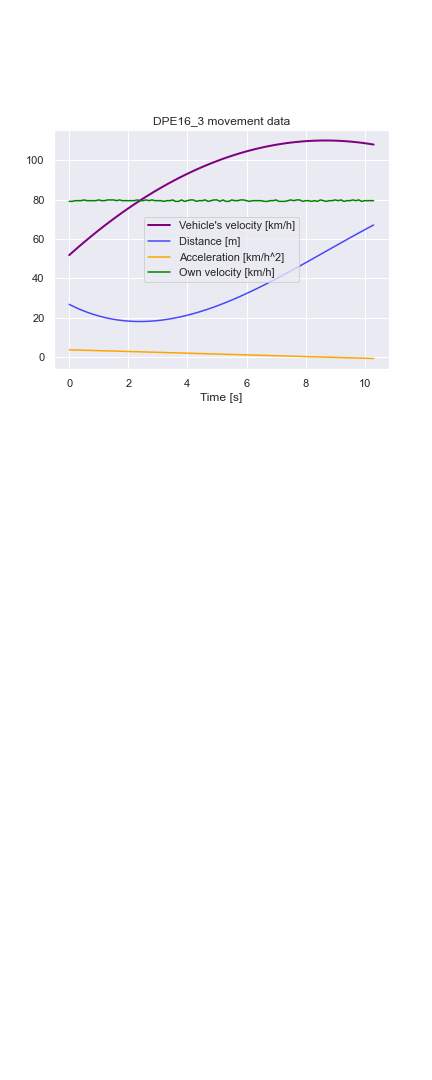 DPE16_3 movement data
100
80
60
40
20
0
Vehicle's velocity [km/h]
Distance [m]
Acceleration [km/h^2]
Own velocity [km/h]
0 2 4 6 8 10
Time [s]